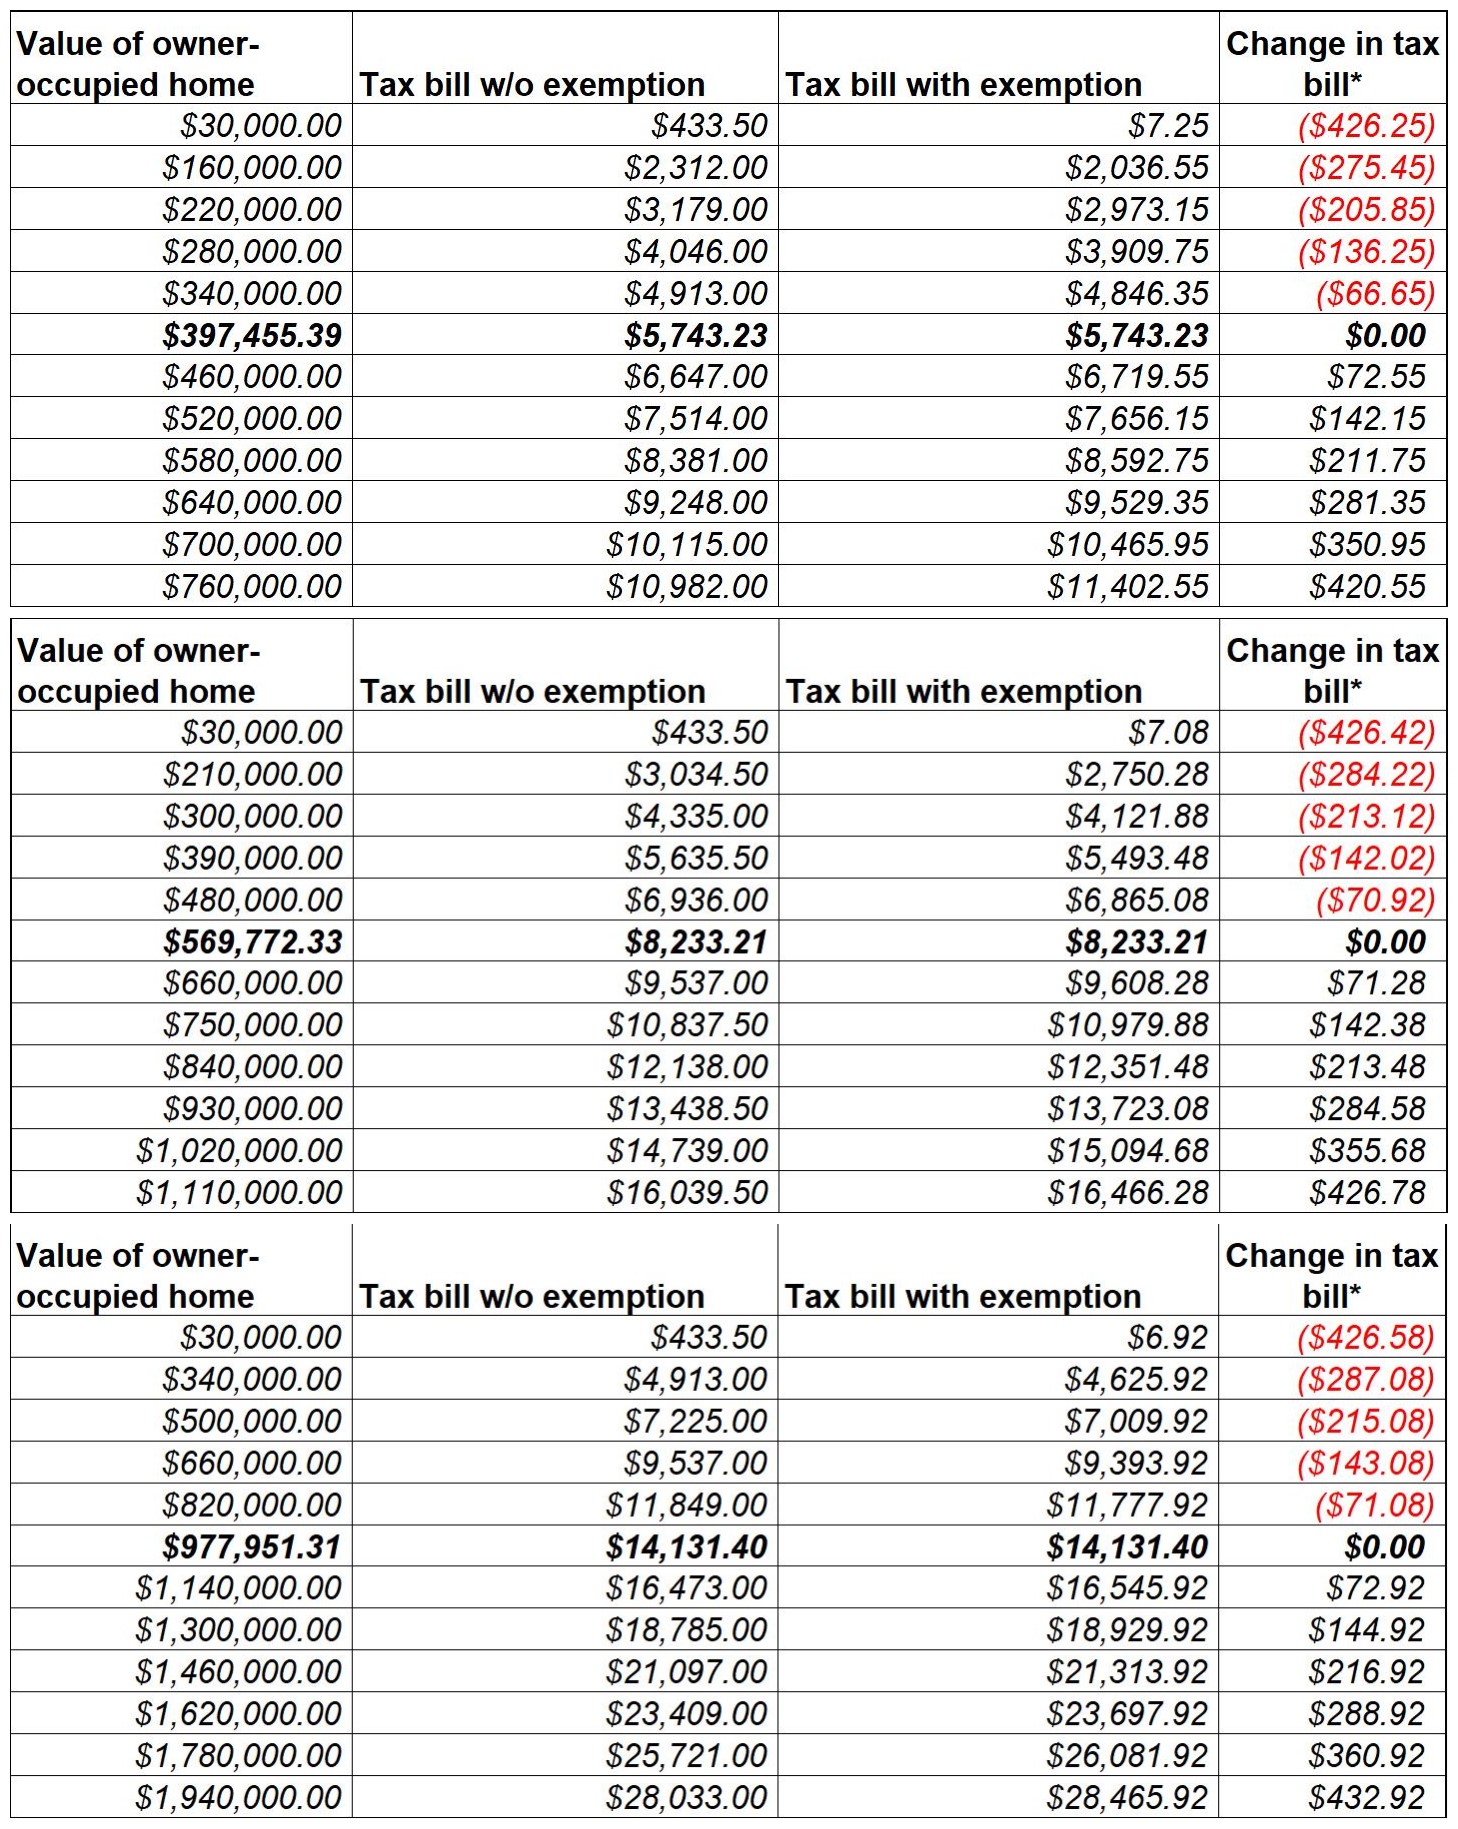 Value of owner-
occupied home Tax bill w/o exemption Tax bill with exemption Change in tax
bill*
$30,000.00 $433.50 $7.25 ($426.25)
$160,000.00 $2,312.00 $2,036.55 ($275.45)
$220,000.00 $3,179.00 $2,973.15 ($205.85)
$280,000.00 $4,046.00 $3,909.75 ($136.25)
$340,000.00 $4,913.00 $4,846.35 ($66.65)
$397,455.39 $5,743.23 $5,743.23 $0.00
$460,000.00 $6,647.00 $6,719.55 $72.55
$520,000.00 $7,514.00 $7,656.15 $142.15
$580,000.00 $8,381.00 $8,592.75 $211.75
$640,000.00 $9,248.00 $9,529.35 $281.35
$700,000.00 $10,115.00 $10,465.95 $350.95
$760,000.00 $10,982.00 $11,402.55 $420.55
Value of owner-
occupied home Tax bill w/o exemption Tax bill with exemption Change in tax
bill*
$30,000.00 $433.50 $7.08 ($426.42)
$210,000.00 $3,034.50 $2,750.28 ($284.22)
$300,000.00 $4,335.00 $4,121.88 ($213.12)
$390,000.00 $5,635.50 $5,493.48 ($142.02)
$480,000.00 $6,936.00 $6,865.08 ($70.92)
$569,772.33 $8,233.21 $8,233.21 $0.00
$660,000.00 $9,537.00 $9,608.28 $71.28
$750,000.00 $10,837.50 $10,979.88 $142.38
$840,000.00 $12,138.00 $12,351.48 $213.48
$930,000.00 $13,438.50 $13,723.08 $284.58
$1,020,000.00 $14,739.00 $15,094.68 $355.68
$1,110,000.00 $16,039.50 $16,466.28 $426.78
Value of owner-
occupied home Tax bill w/o exemption Tax bill with exemption Change in tax
bill*
$30,000.00 $433.50 $6.92 ($426.58)
$340,000.00 $4,913.00 $4,625.92 ($287.08)
$500,000.00 $7,225.00 $7,009.92 ($215.08)
$660,000.00 $9,537.00 $9,393.92 ($143.08)
$820,000.00 $11,849.00 $11,777.92 ($71.08)
$977,951.31 $14,131.40 $14,131.40 $0.00
$1,140,000.00 $16,473.00 $16,545.92 $72.92
$1,300,000.00 $18,785.00 $18,929.92 $144.92
$1,460,000.00 $21,097.00 $21,313.92 $216.92
$1,620,000.00 $23,409.00 $23,697.92 $288.92
$1,780,000.00 $25,721.00 $26,081.92 $360.92
$1,940,000.00 $28,033.00 $28,465.92 $432.92